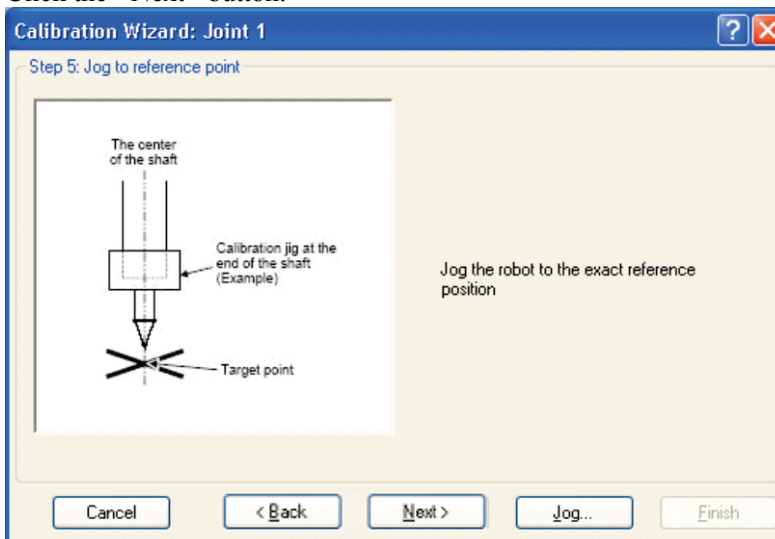 Calibration Wizard: Joint 1
Step 5: Jog to reference point
The center
of the shaft
Calibration jig at the
end of the shaft
(Example)
Target point
Jog the robot to the exact reference
position
Cancel
< Back
Next >
Jog...
Finish